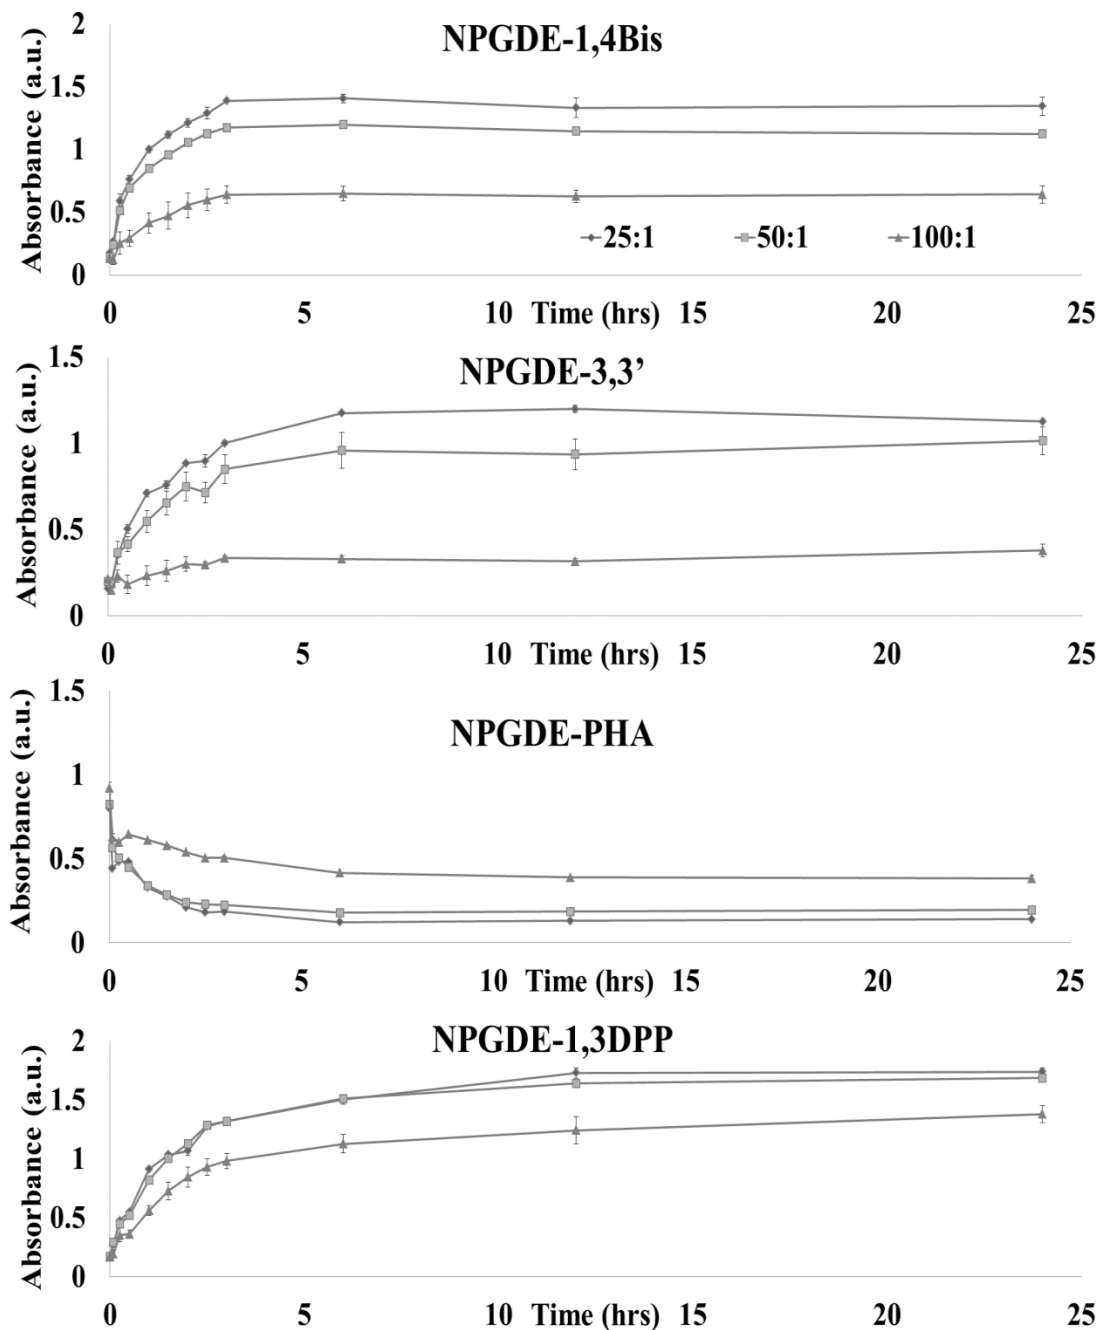 NPGDE-1,4Bis
Absorbance (a.u.)
2
1.5
1
0.5
0
25:1 50:1 100:1
0 5 10 Time (hrs) 15 20 25
NPGDE-3,3’
Absorbance (a.u.)
1.5
1
0.5
0
0 5 10 Time (hrs) 15 20 25
NPGDE-PHA
Absorbance (a.u.)
1.5
1
0.5
0
0 5 10 Time (hrs) 15 20 25
NPGDE-1,3DPP
Absorbance (a.u.)
2
1.5
1
0.5
0
0 5 10 Time (hrs) 15 20 25